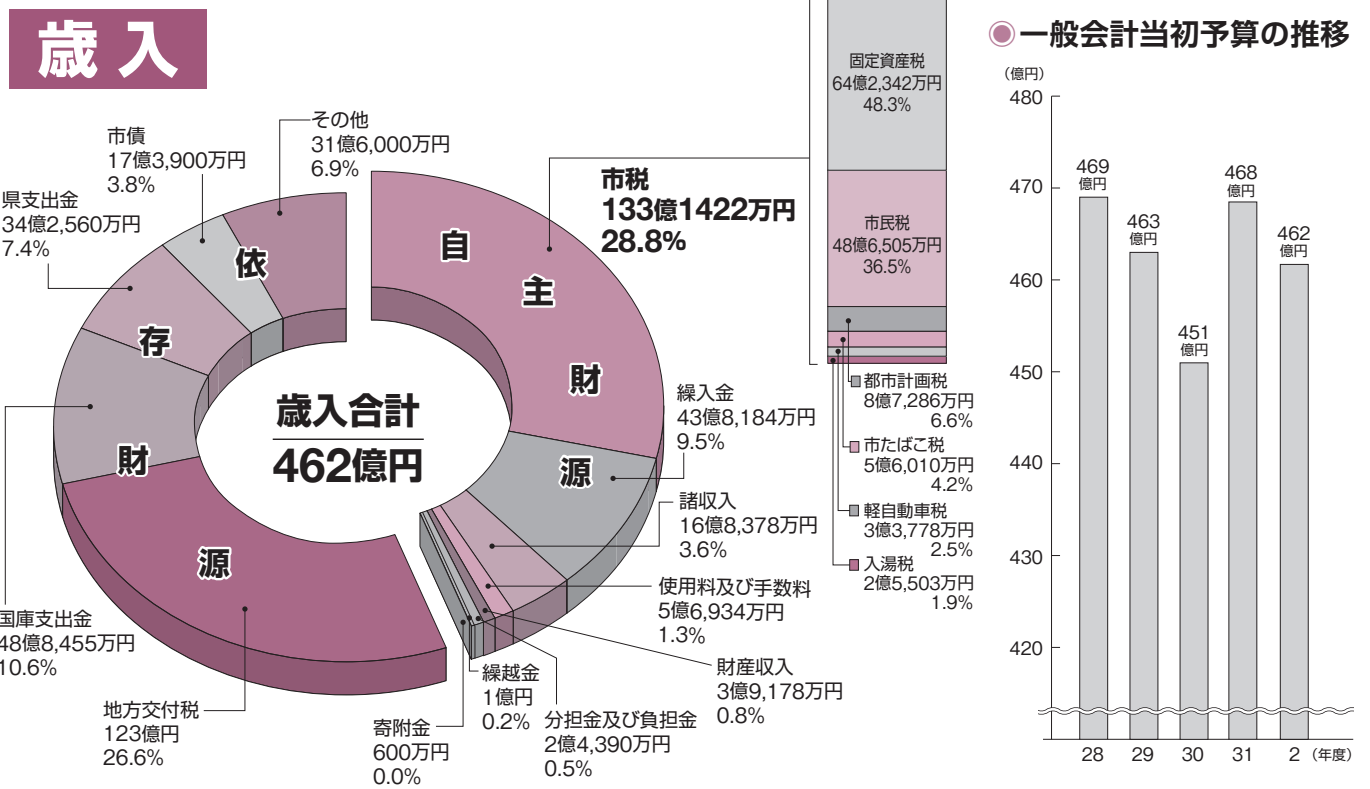 歳入
その他
31億6,000万円
6.9%
市債
17億3,900万円
3.8%
県支出金
34億2,560万円
7.4%
国庫支出金
48億8,455万円
10.6%
地方交付税
123億円
26.6%
依
存
財
源
自
主
財
源
歳入合計
462億円
市税
133億1422万円
28.8%
繰入金
43億8,184万円
9.5%
諸収入
16億8,378万円
3.6%
使用料及び手数料
5億6,934万円
1.3%
財産収入
3億9,178万円
0.8%
分担金及び負担金
2億4,390万円
0.5%
繰越金
1億円
0.2%
寄附金
600万円
0.0%
固定資産税
64億2,342万円
48.3%
市民税
48億6,505万円
36.5%
都市計画税
8億7,286万円
6.6%
市たばこ税
5億6,010万円
4.2%
軽自動車税
3億3,778万円
2.5%
入湯税
2億5,503万円
1.9%
◉一般会計当初予算の推移
(億円)
480
470
460
450
440
430
420
469
億円
463
億円
451
億円
468
億円
462
億円
28 29 30 31 2 (年度)